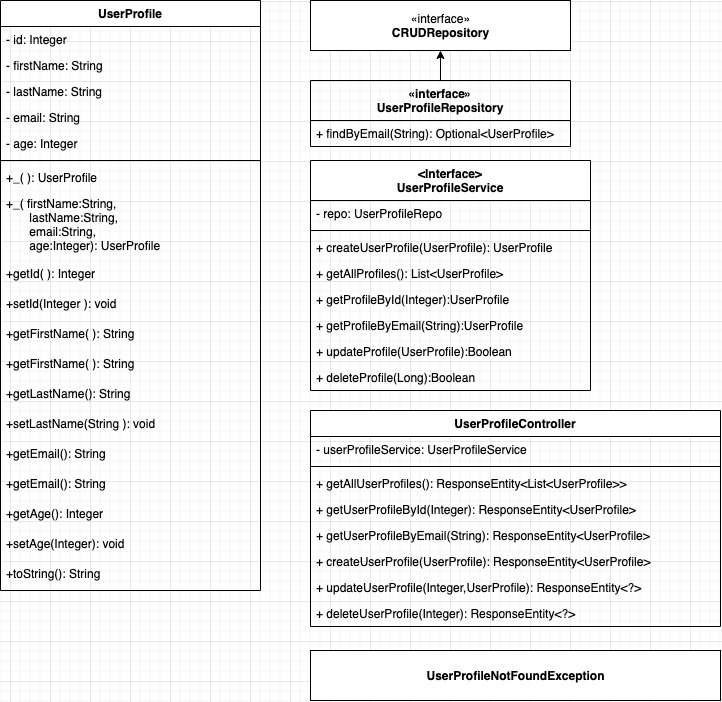 UserProfile
- id: Integer
- firstName: String
- lastName: String
- email: String
- age: Integer
+_( ): UserProfile
+_( firstName:String,
lastName:String,
email:String,
age:Integer): UserProfile
+getId( ): Integer
+setId(Integer ): void
+getFirstName( ): String
+getFirstName( ): String
+getLastName(): String
+setLastName(String ): void
+getEmail(): String
+getEmail(): String
+getAge(): Integer
+setAge(Integer): void
+toString(): String
«interface»
CRUDRepository
«interface»
UserProfileRepository
+ findByEmail(String): Optional<UserProfile>
<Interface>
UserProfileService
- repo: UserProfileRepo
+ createUserProfile(UserProfile): UserProfile
+ getAllProfiles(): List<UserProfile>
+ getProfileById(Integer):UserProfile
+ getProfileByEmail(String):UserProfile
+ updateProfile(UserProfile):Boolean
+ deleteProfile(Long):Boolean
UserProfileController
- userProfileService: UserProfileService
+ getAllUserProfiles(): ResponseEntity<List<UserProfile>>
+ getUserProfileById(Integer): ResponseEntity<UserProfile>
+ getUserProfileByEmail(String): ResponseEntity<UserProfile>
+ createUserProfile(UserProfile): ResponseEntity<UserProfile>
+ updateUserProfile(Integer,UserProfile): ResponseEntity<?>
+ deleteUserProfile(Integer): ResponseEntity<?>
UserProfileNotFoundException